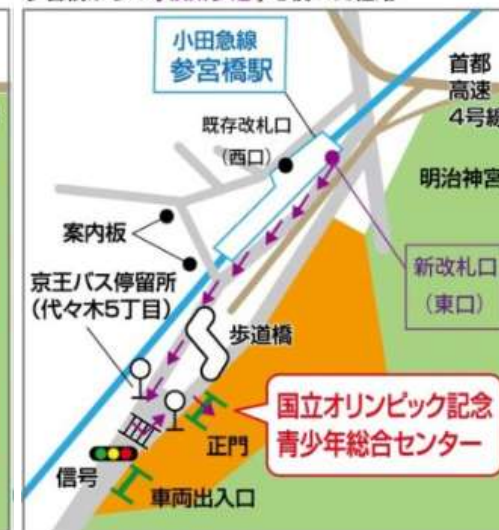 小田急線
参宮橋駅
首都
高速
4号線
既存改札口
（西口）
明治神宮
案内板
新改札口
（東口）
京王バス停留所
（代々木5丁目）
歩道橋
国立オリンピック記念
青少年総合センター
正門
信号
車両出入口